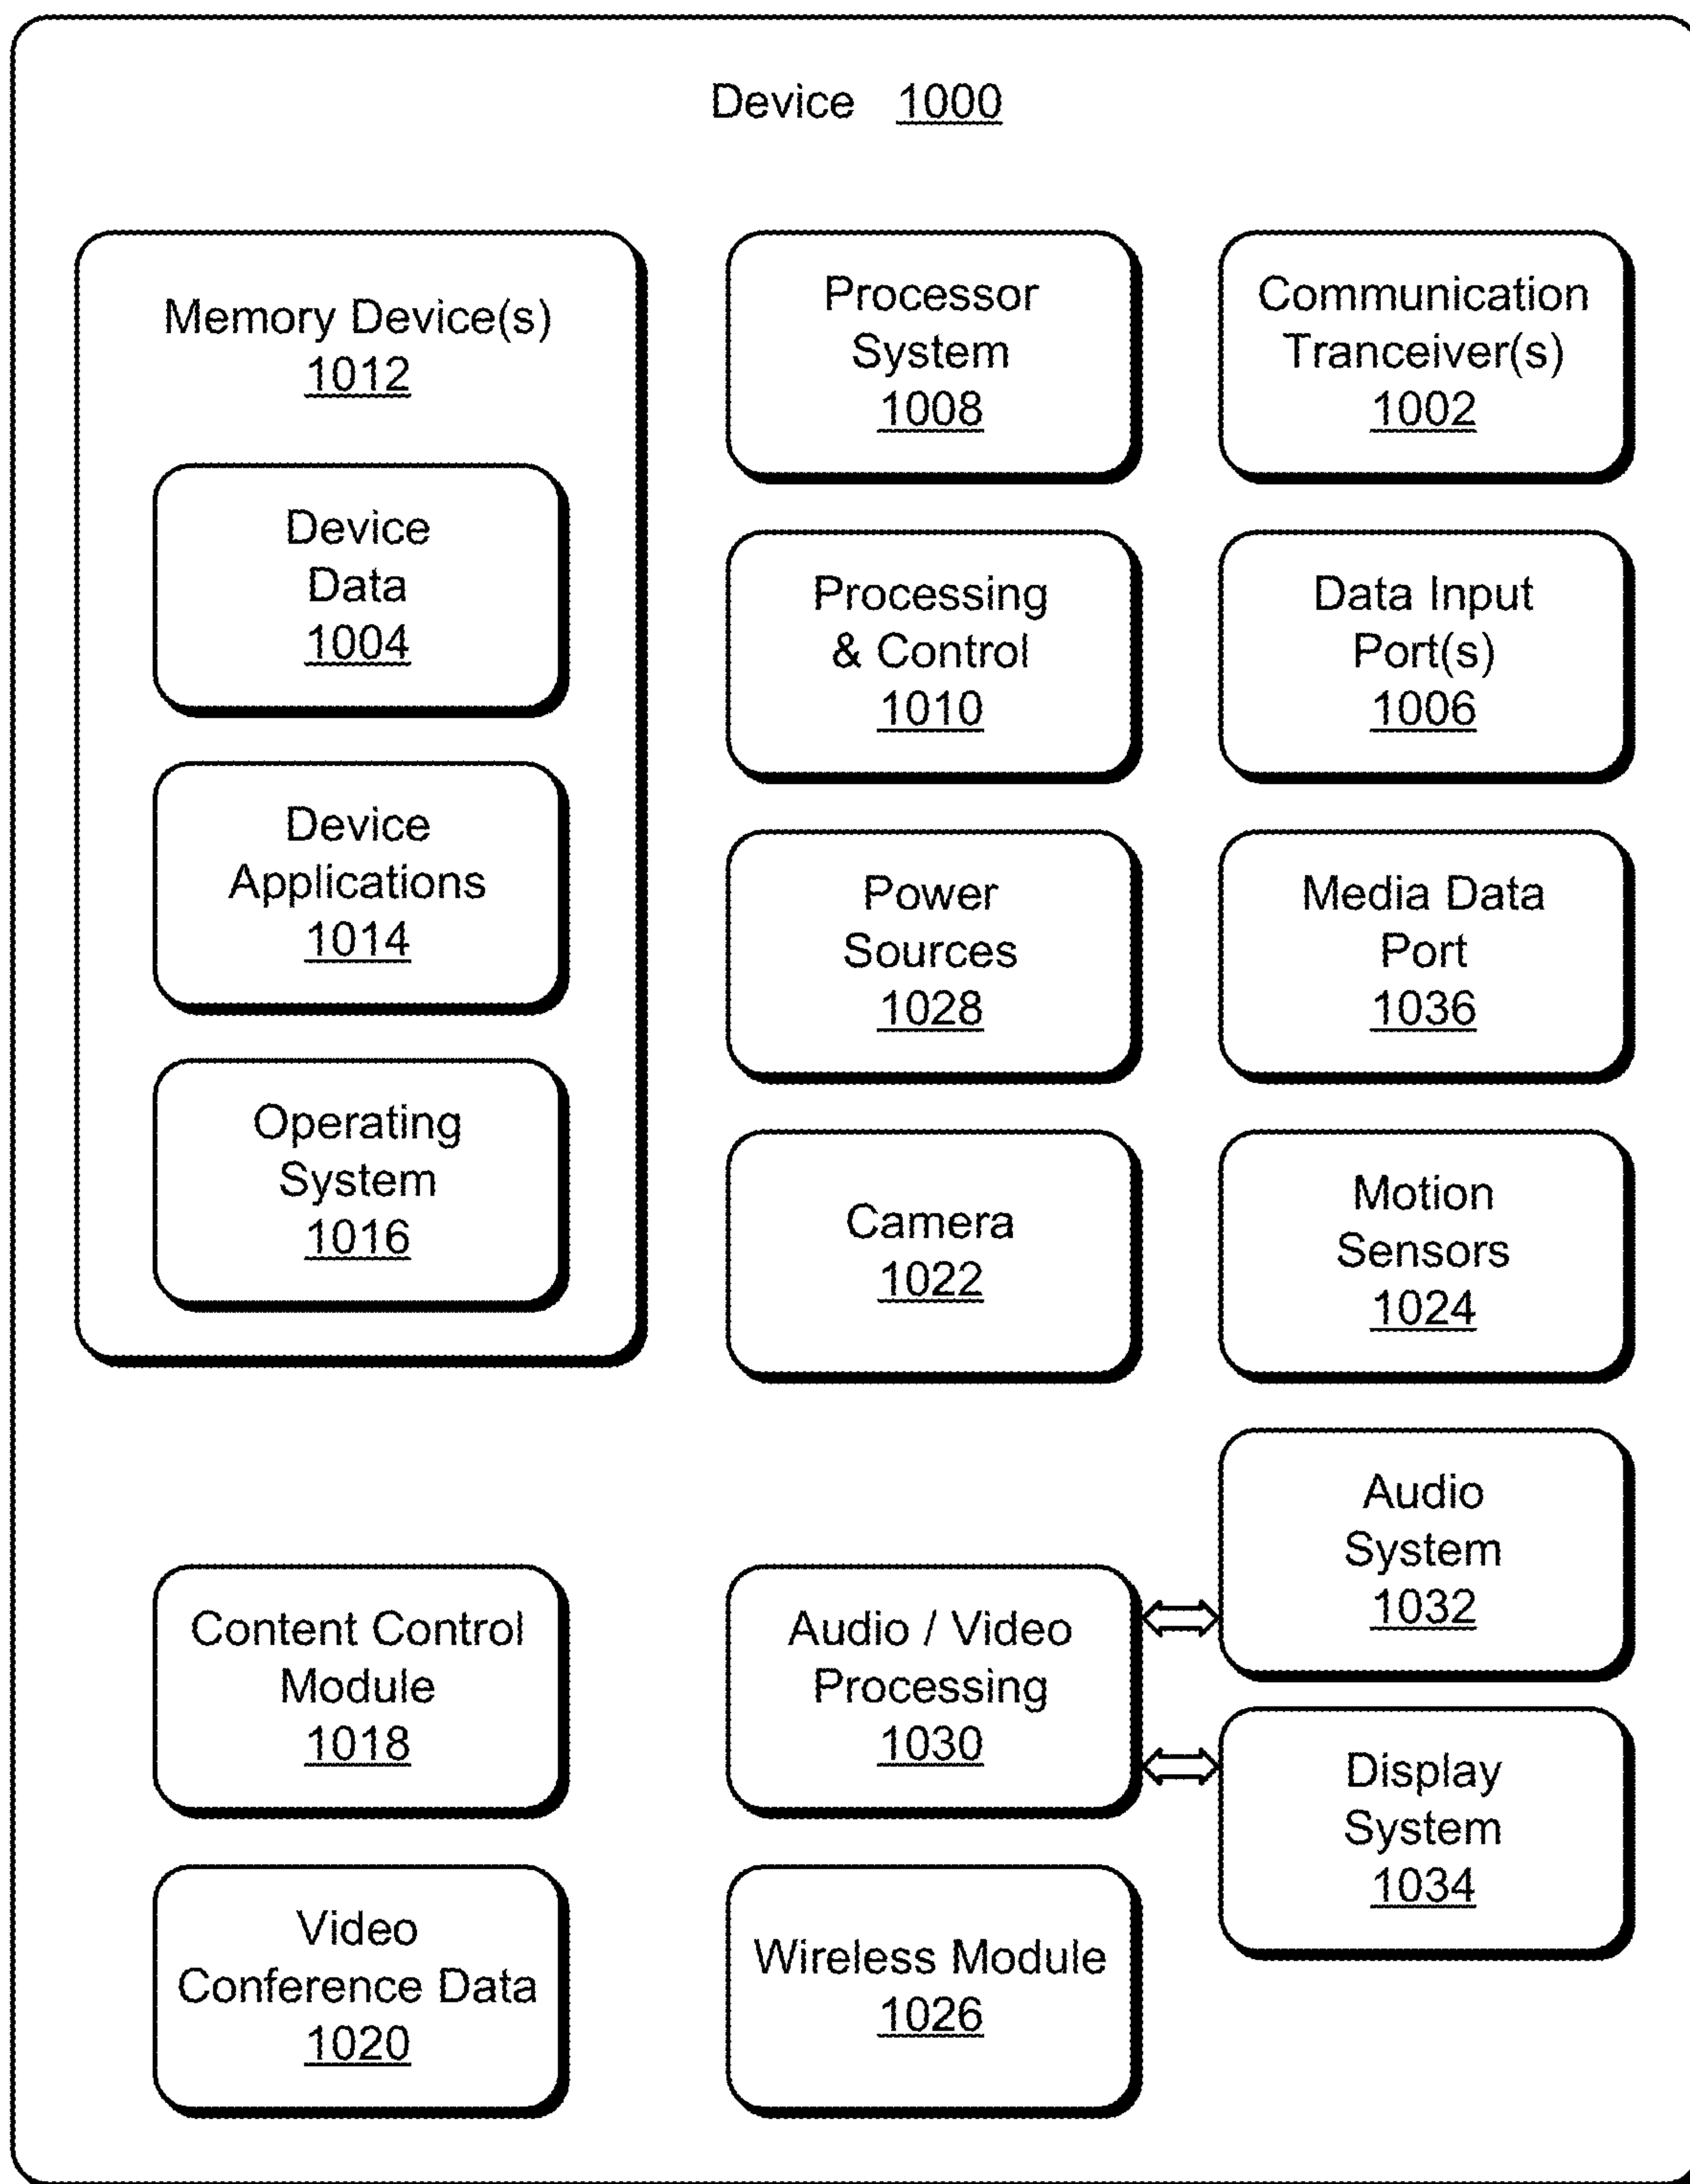 Device 1000
Memory Device(s)
1012
Device
Data
1004
Device
Applications
1014
Operating
System
1016
Processor
System
1008
Communication
Tranceiver(s)
1002
Processing
& Control
1010
Data Input
Port(s)
1006
Power
Sources
1028
Media Data
Port
1036
Camera
1022
Motion
Sensors
1024
Content Control
Module
1018
Audio / Video
Processing
1030
Audio
System
1032
Display
System
1034
Video
Conference Data
1020
Wireless Module
1026